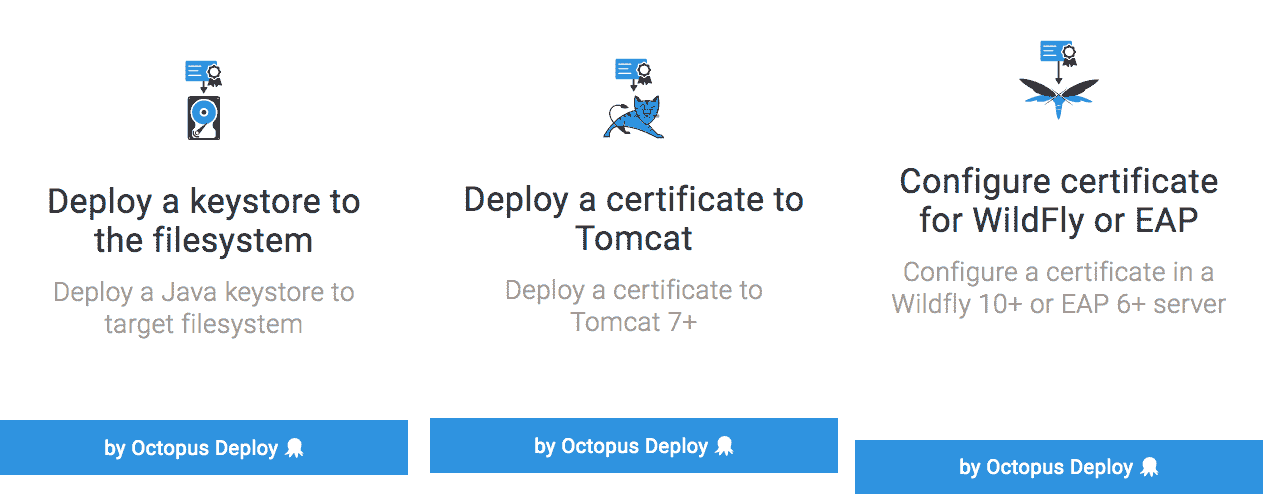 Deploy a keystore to
the filesystem
Deploy a Java keystore to
target filesystem
by Octopus Deploy
Deploy a certificate to
Tomcat
Deploy a certificate to
Tomcat 7+
by Octopus Deploy
Configure certificate
for WildFly or EAP
Configure a certificate in a
Wildfly 10+ or EAP 6+ server
by Octopus Deploy